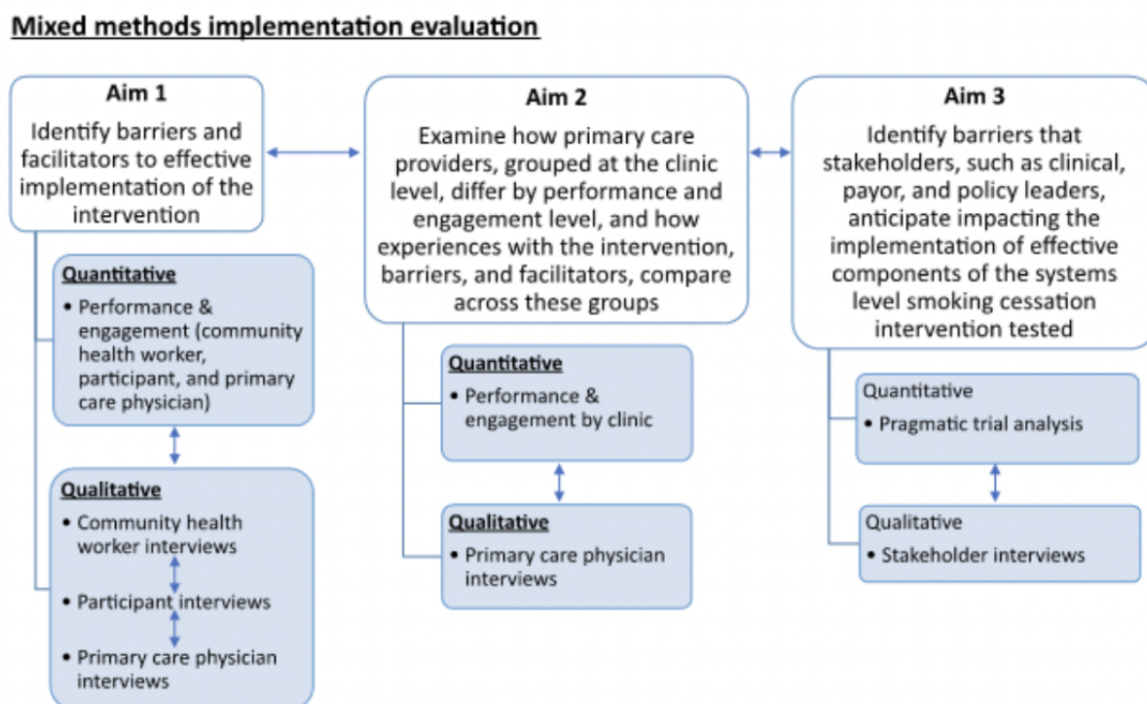 Mixed methods implementation evaluation
Aim 1
Identify barriers and
facilitators to effective
implementation of the
intervention
Quantitative
• Performance &
engagement (community
health worker,
participant, and primary
care physician)
Qualitative
• Community health
worker interviews
• Participant interviews
• Primary care physician
interviews
Aim 2
Examine how primary care
providers, grouped at the clinic
level, differ by performance and
engagement level, and how
experiences with the intervention,
barriers, and facilitators, compare
across these groups
Quantitative
• Performance &
engagement by clinic
Qualitative
• Primary care physician
interviews
Aim 3
Identify barriers that
stakeholders, such as clinical,
payor, and policy leaders,
anticipate impacting the
implementation of effective
components of the systems
level smoking cessation
intervention tested
Quantitative
• Pragmatic trial analysis
Qualitative
• Stakeholder interviews